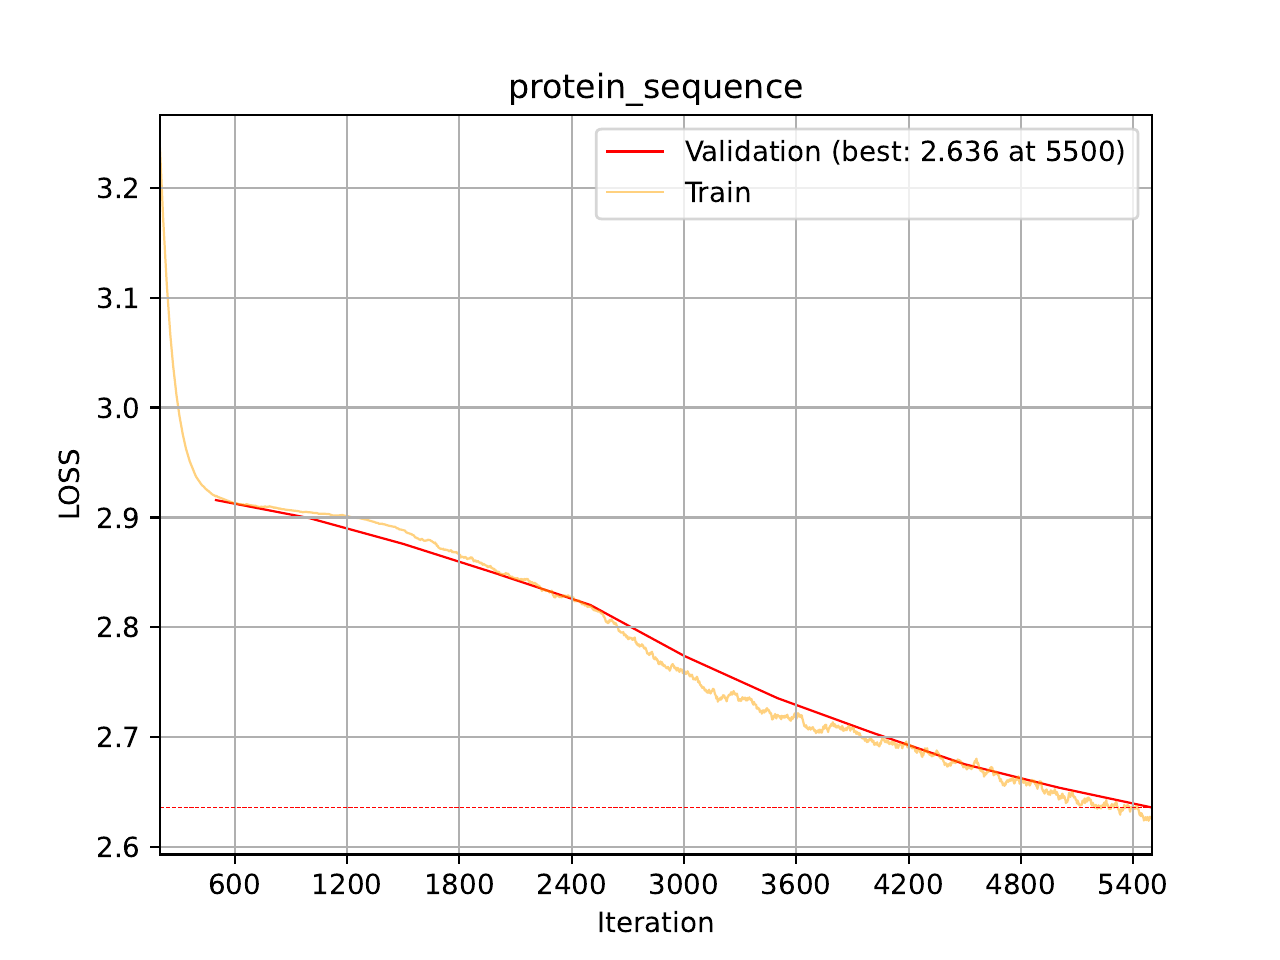 protein_sequence
Validation (best: 2.636 at 5500)
Train
3.2
3.1
3.0
2.9
2.8
2.7
2.6
LOSS
600 1200 1800 2400 3000 3600 4200 4800 5400
Iteration